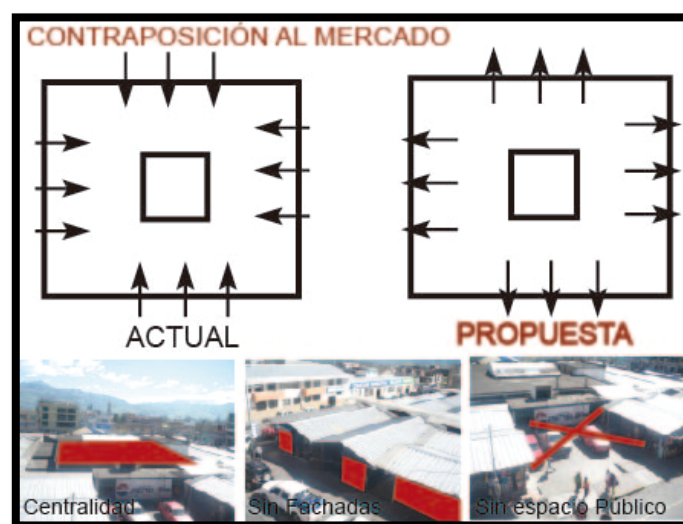 CONTRAPOSICIÓN AL MERCADO
ACTUAL
PROPUESTA
Centralidad
Sin Fachadas
Sin espacio Público